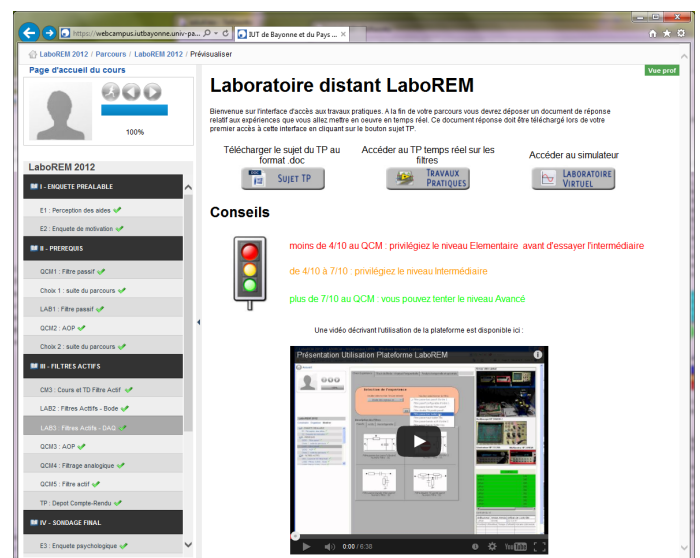 https://webcampus.iutbayonne.univ-pa...
IUT de Bayonne et du Pays ...
LaboREM 2012 / Parcours / LaboREM 2012 / Prévisualiser
Page d'accueil du cours
100%
LaboREM 2012
I - ENQUETE PREALABLE
E1 : Perception des aides
E2 : Enquete de motivation
II - PREREQUIS
QCM1 : Filtre passif
Choix 1 : suite du parcours
LAB1 : Filtre passif
QCM2 : AOP
Choix 2 : suite du parcours
III - FILTRES ACTIFS
CM3 : Cours et TD Filtre Actif
LAB2 : Filtres Actifs - Bode
LAB3 : Filtres Actifs - DAQ
QCM3 : AOP
QCM4 : Filtrage analogique
QCM5 : Filtre actif
TP : Depot Compte-Rendu
IV - SONDAGE FINAL
E3 : Enquete psychologique
Vue prof
Laboratoire distant LaboREM
Bienvenue sur l'interface d'accès aux travaux pratiques. A la fin de votre parcours vous devrez déposer un document de réponse
relatif aux expériences que vous allez mettre en oeuvre en temps réel. Ce document réponse doit être téléchargé lors de votre
premier accès à cette interface en cliquant sur le bouton sujet TP.
Télécharger le sujet du TP au
format .doc
DOC
SUJET TP
Accéder au TP temps réel sur les
filtres
TRAVAUX
PRATIQUES
Accéder au simulateur
LABORATOIRE
VIRTUEL
Conseils
moins de 4/10 au QCM : privilégiez le niveau Elementaire avant d'essayer l'intermédiaire
de 4/10 à 7/10 : privilégiez le niveau Intermédiaire
plus de 7/10 au QCM : vous pouvez tenter le niveau Avancé
Une vidéo décrivant l'utilisation de la plateforme est disponible ici :
Présentation Utilisation Plateforme LaboREM
0:00 / 6:38
YouTube